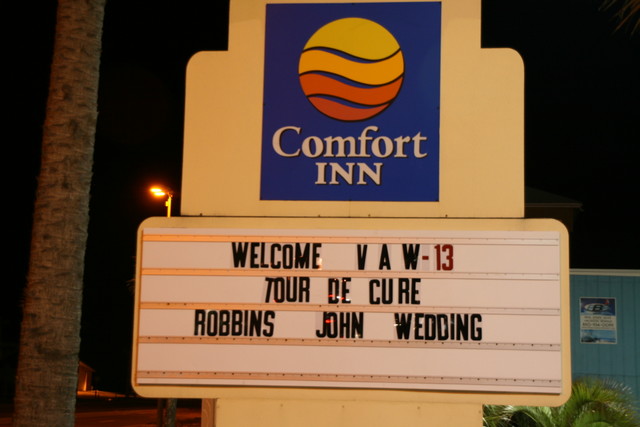 Comfort
INN
WELCOME VAW-13
TOUR DE CURE
ROBBINS JOHN WEDDING